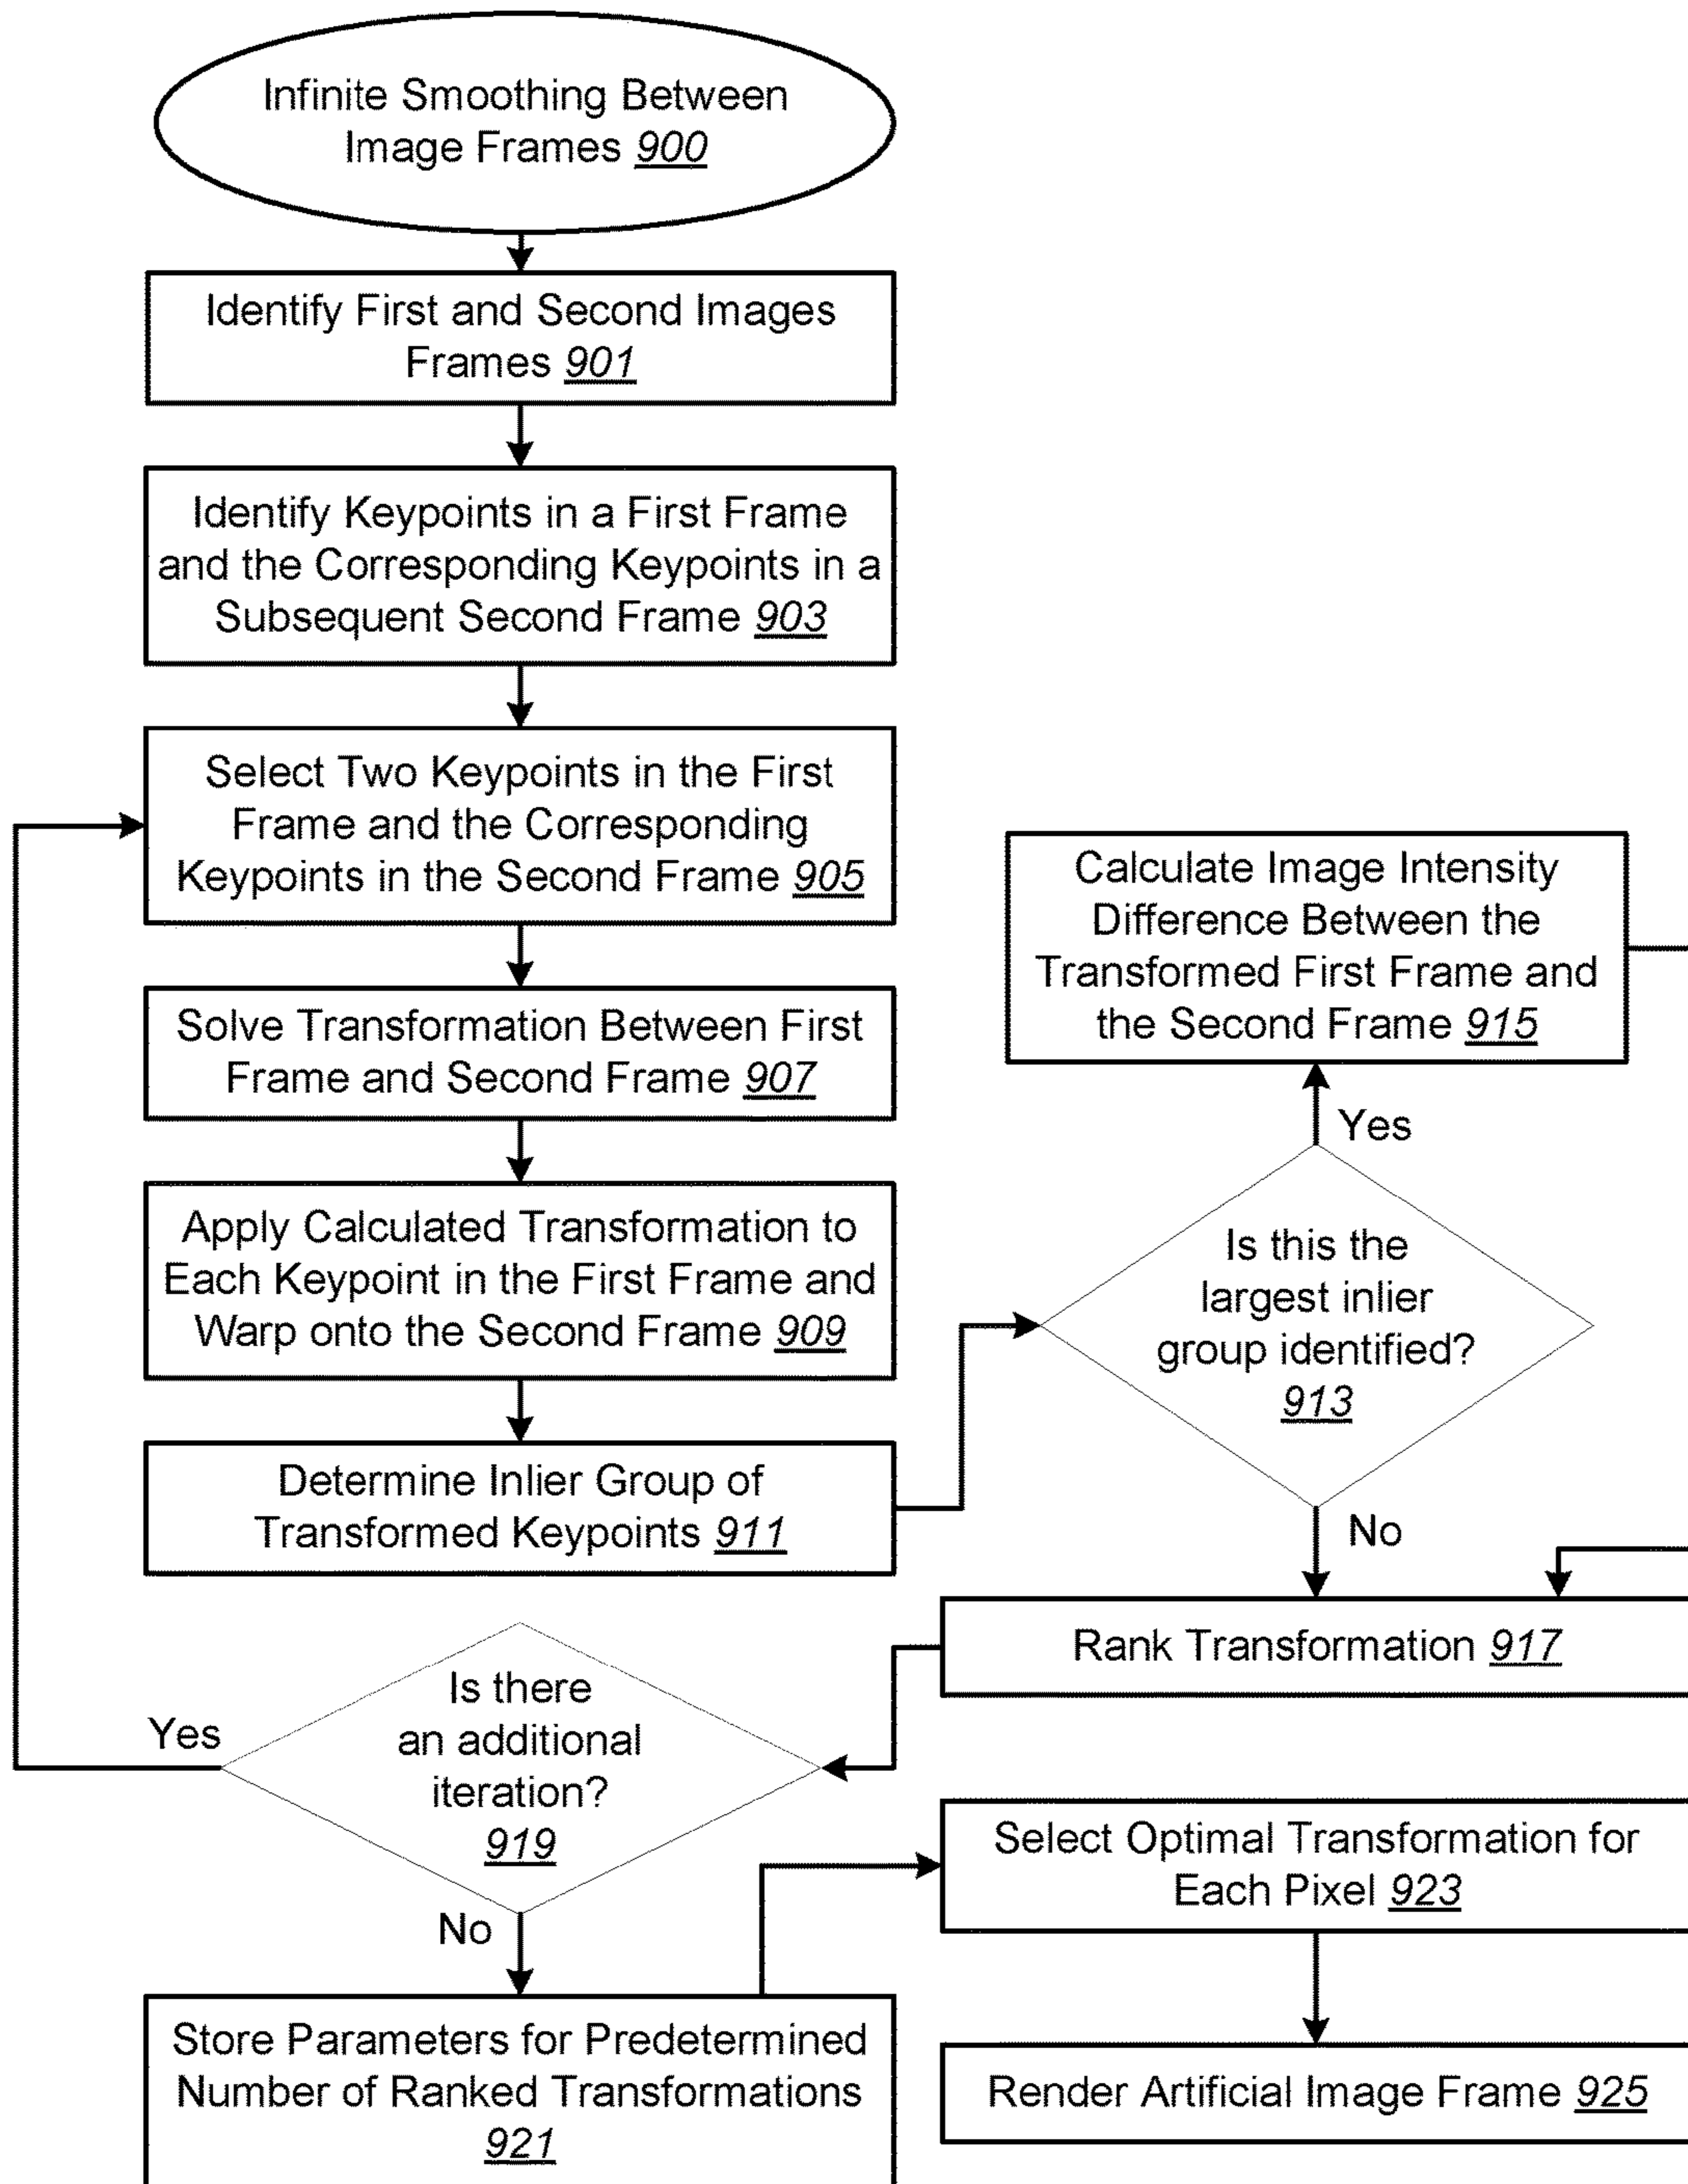 Infinite Smoothing Between
Image Frames 900
Identify First and Second Images
Frames 901
Identify Keypoints in a First Frame
and the Corresponding Keypoints in a
Subsequent Second Frame 903
Select Two Keypoints in the First
Frame and the Corresponding
Keypoints in the Second Frame 905
Solve Transformation Between First
Frame and Second Frame 907
Apply Calculated Transformation to
Each Keypoint in the First Frame and
Warp onto the Second Frame 909
Determine Inlier Group of
Transformed Keypoints 911
Is this the
largest inlier
group identified?
913
Yes
No
Calculate Image Intensity
Difference Between the
Transformed First Frame and
the Second Frame 915
Rank Transformation 917
Is there
an additional
iteration?
919
Yes
No
Store Parameters for Predetermined
Number of Ranked Transformations
921
Select Optimal Transformation for
Each Pixel 923
Render Artificial Image Frame 925